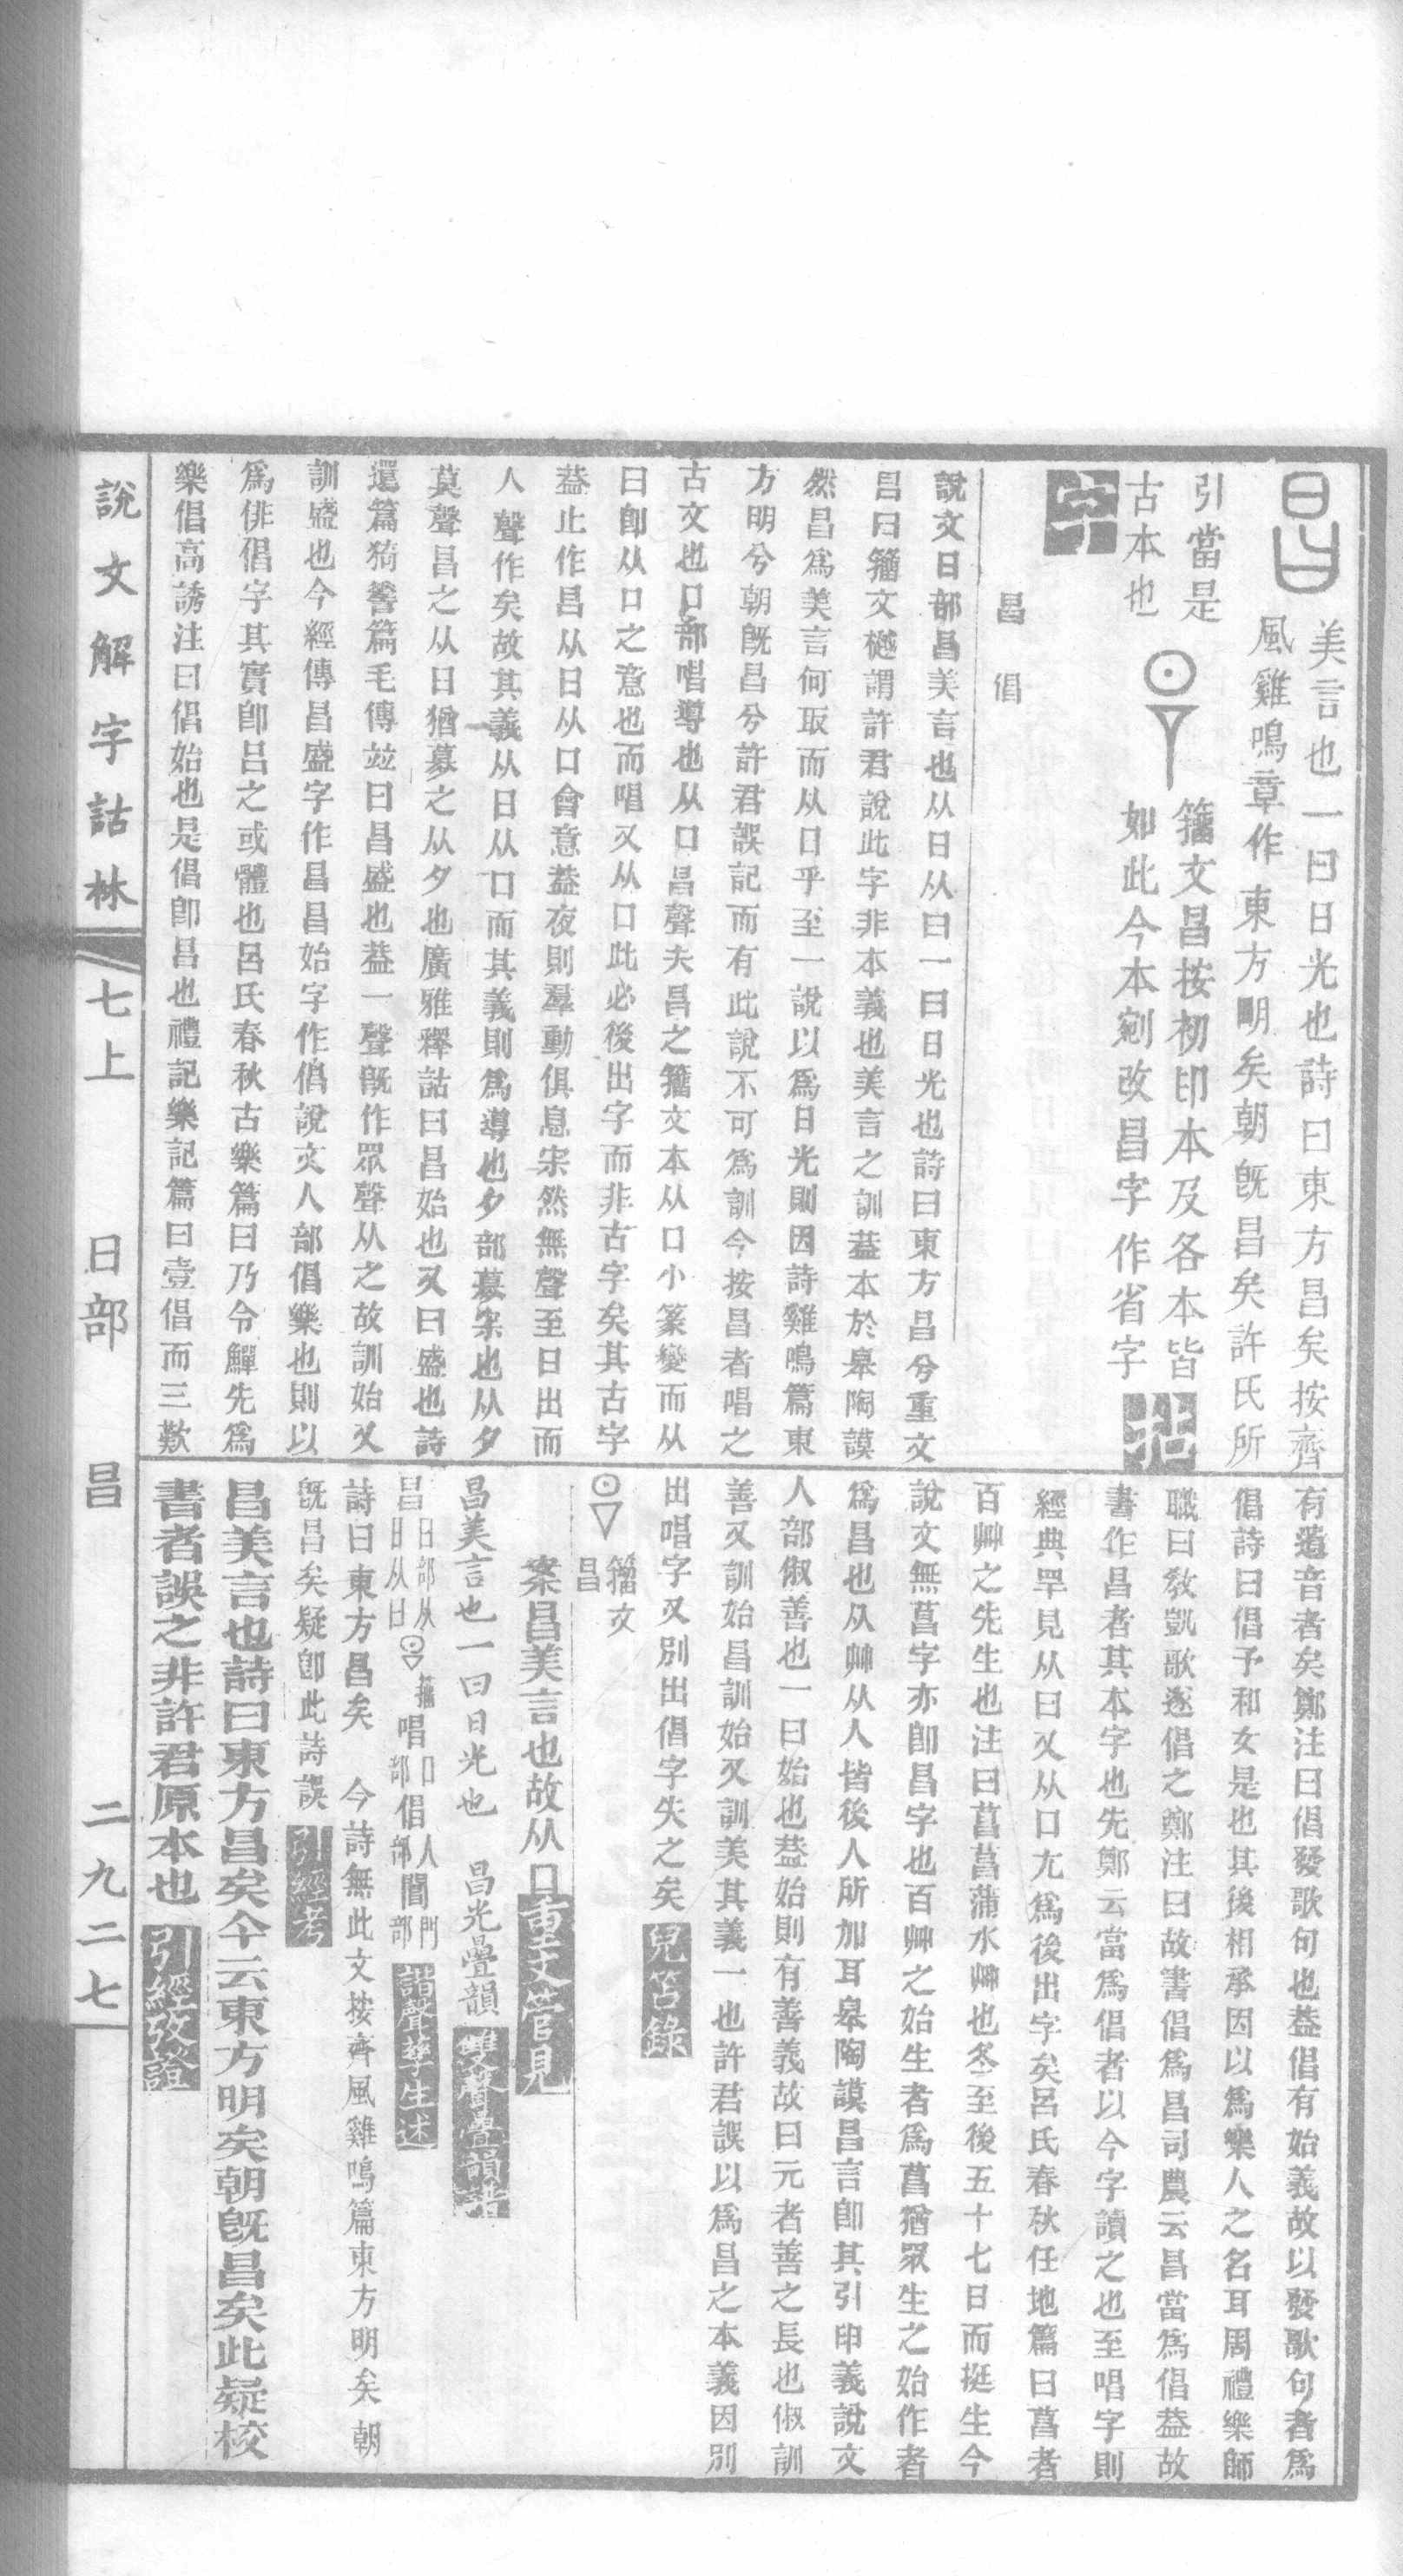 美言也一曰日光也詩曰東方昌矣按齊
風雞鳴章作東方明矣朝旣昌矣許氏所
引當是
古本也
籒文昌按初印本及各本皆
如此今本剜改昌字作省字
昌 倡
說文日部昌美言也从日从曰一曰日光也詩曰東方昌兮重文
昌曰籒文樾謂許君說此字非本義也美言之訓葢本於皋陶謨
然昌爲美言何取而从日乎至一說以爲日光則因詩雞鳴篇東
方明兮朝旣昌兮許君誤記而有此說不可爲訓今按昌者唱之
古文也口部唱導也从口昌聲夫昌之籒文本从口小篆變而从
曰卽从口之意也而唱又从口此必後出字而非古字矣其古字
葢止作昌从日从口會意葢夜則羣動俱息宋然無聲至日出而
人聲作矣故其義从日从口而其義則爲導也夕部募宋也从夕
莫聲昌之从日猶募之从夕也廣雅釋詁曰昌始也又曰盛也詩
還篇猗篇毛傳竝曰昌盛也葢一聲旣作眾聲从之故訓始又
訓盛也今經傳昌盛字作昌昌始字作倡說文人部倡樂也則以
爲俳倡字其實卽昌之或體也呂氏春秋古樂篇曰乃令鱓先爲
樂倡高誘注曰倡始也是倡卽昌也禮記樂記篇曰壹倡而三歎
有遺音者矣鄭注曰倡發歌句也葢倡有始義故以發歌句者爲
倡詩曰倡予和女是也其後相承因以爲樂人之名耳周禮樂師
職曰敎凱歌遂倡之鄭注曰故書倡爲昌司農云昌當爲倡葢故
書作昌者其本字也先鄭云當爲倡者以今字讀之也至唱字則
經典罕見从曰又从口尤爲後出字矣呂氏春秋任地篇曰菖者
百艸之先生也注曰菖菖蒲水艸也冬至後五十七日而挺生今
說文無菖字亦卽昌字也百艸之始生者爲菖猶眾生之始作者
爲昌也从艸从人皆後人所加耳皋陶謨昌言卽其引申義說文
人部俶善也一曰始也葢始則有善義故曰元者善之長也俶訓
善又訓始昌訓始又訓美其義一也許君誤以爲昌之本義因別
出唱字又別出倡字失之矣 兒笘錄
籒文
昌
案昌美言也故从口 重文管見
昌美言也一曰日光也 昌光疊韻 雙聲疊韻譜
昌 日部从日从曰 籒 唱 口部 倡 人部 閶 門部 諧聲孳生述
詩曰東方昌矣 今詩無此文按齊風雞鳴篇東方明矣朝
旣昌矣疑卽此詩誤 引經考
昌美言也詩曰東方昌矣今云東方明矣朝旣昌矣此疑校
書者誤之非許君原本也 引經攷證
說文解字詁林 七上 日部 昌 二九二七